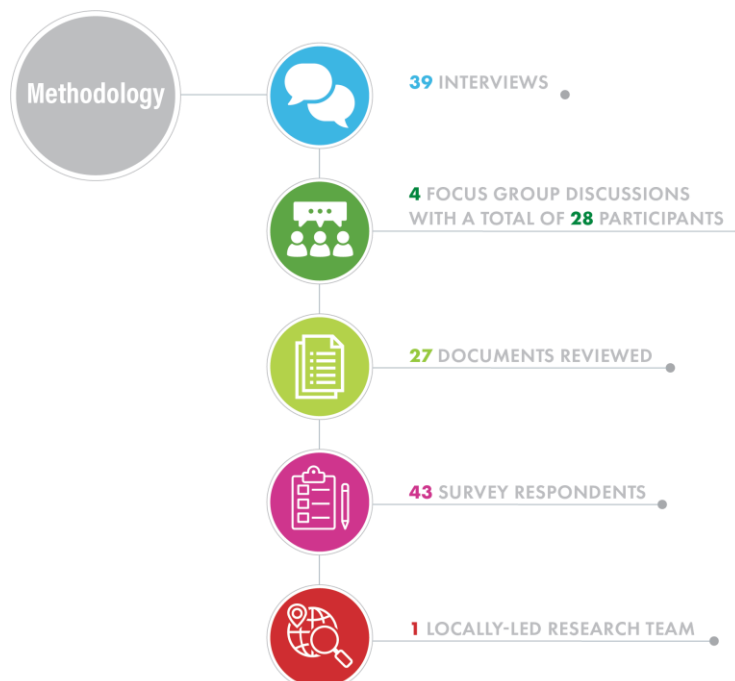 Methodology
39 INTERVIEWS
4 FOCUS GROUP DISCUSSIONS
WITH A TOTAL OF 28 PARTICIPANTS
27 DOCUMENTS REVIEWED
43 SURVEY RESPONDENTS
1 LOCALLY-LED RESEARCH TEAM